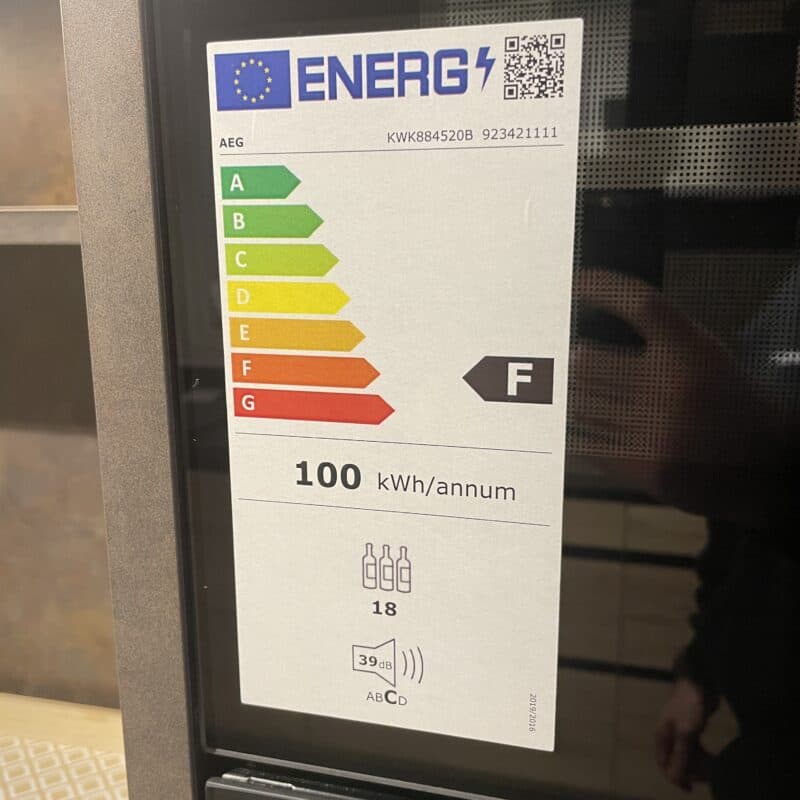 ENERG
AEG KWK884520B 923421111
A
B
C
D
E
F
F
G
100 kWh/annum
18
39dB
ABCD
2019/2016